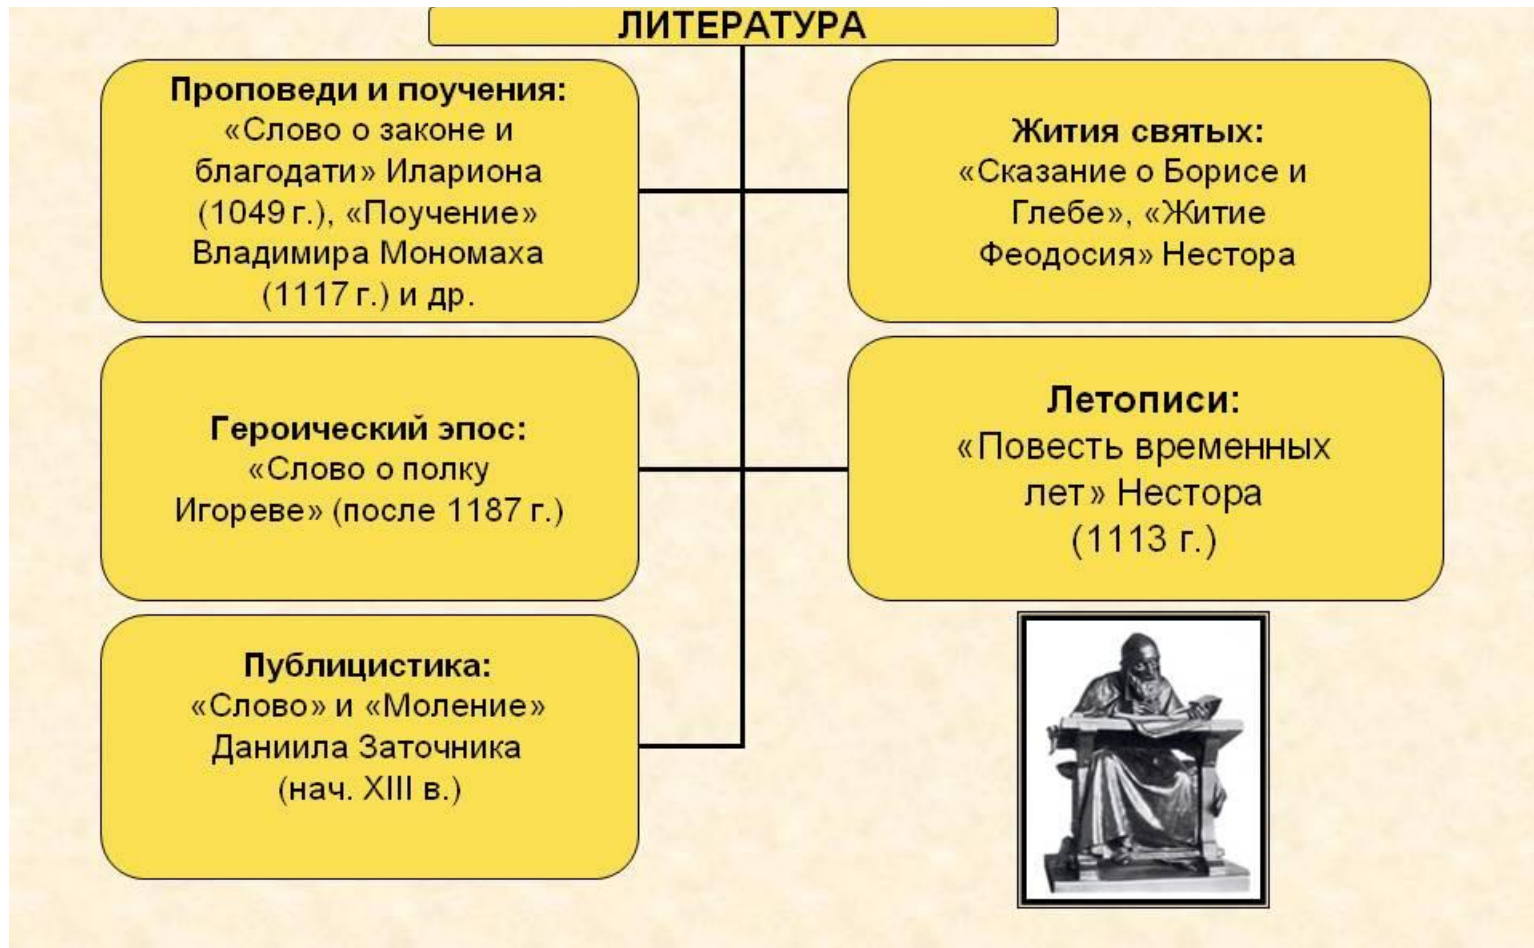 ЛИТЕРАТУРА
Проповеди и поучения:
«Слово о законе и
благодати» Илариона
(1049 г.), «Поучение»
Владимира Мономаха
(1117 г.) и др.
Жития святых:
«Сказание о Борисе и
Глебе», «Житие
Феодосия» Нестора
Героический эпос:
«Слово о полку
Игореве» (после 1187 г.)
Летописи:
«Повесть временных
лет» Нестора
(1113 г.)
Публицистика:
«Слово» и «Моление»
Даниила Заточника
(нач. XIII в.)